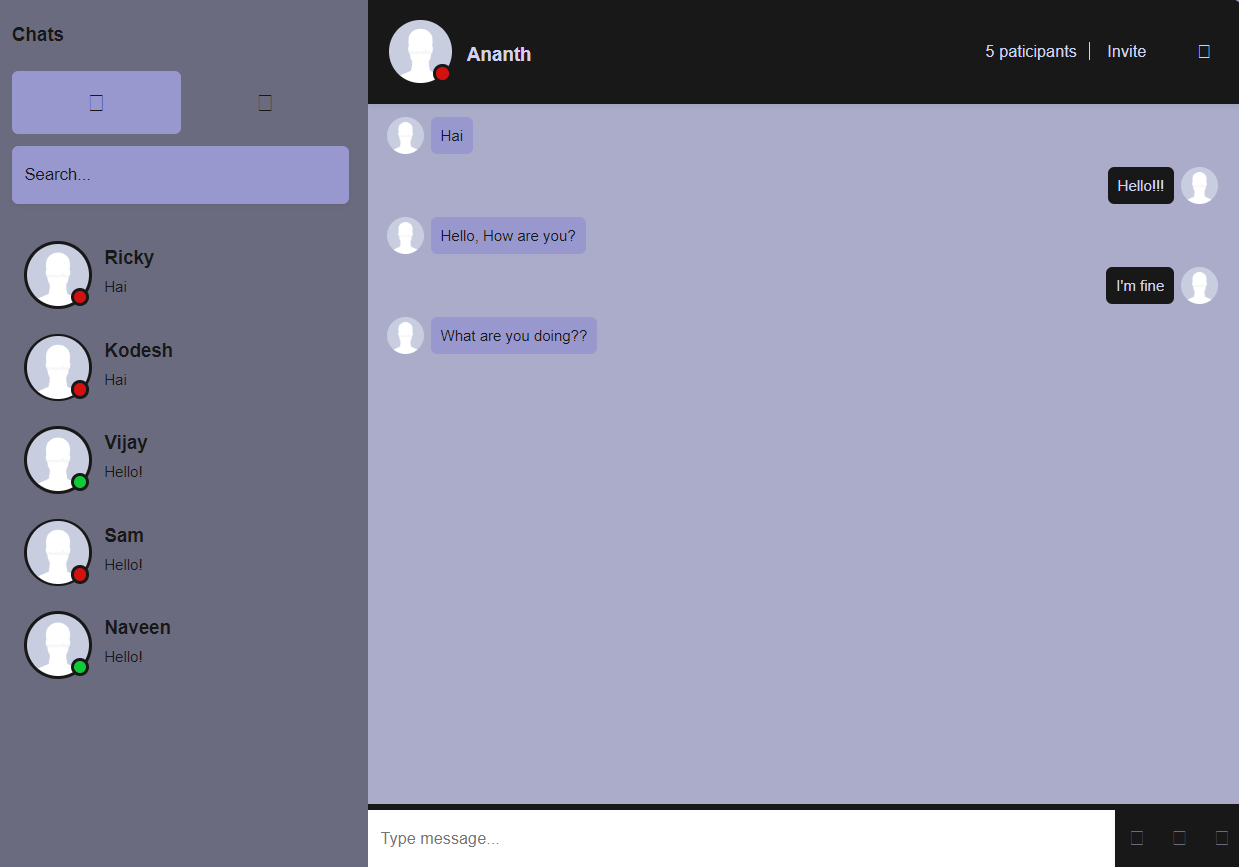 Chats
Search...
Ricky
Hai
Kodesh
Hai
Vijay
Hello!
Sam
Hello!
Naveen
Hello!
Ananth
5 paticipants
Invite
Hai
Hello!!!
Hello, How are you?
I'm fine
What are you doing??
Type message...